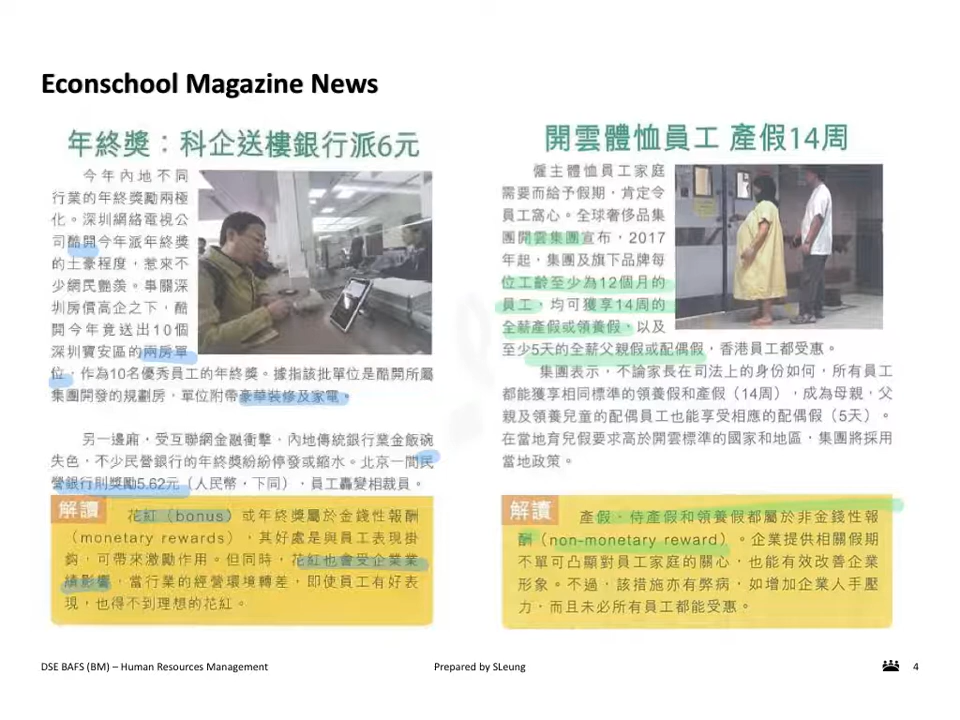 Econschool Magazine News
年終獎：科企送樓銀行派6元
今年內地不同
行業的年終獎勵兩極
化。深圳網絡電視公
司酷開今年派年終獎
的土豪程度，惹來不
少網民艷羨。事關深
圳房價高企之下，酷
開今年竟送出10個
深圳寶安區的兩房單
位，作為10名優秀員工的年終獎。據指該批單位是酷開所屬
集團開發的規劃房，單位附帶豪華裝修及家電。
另一邊廂，受互聯網金融衝擊，內地傳統銀行業金飯碗
失色，不少民營銀行的年終獎紛紛停發或縮水。北京一間民
營銀行則獎勵5.62元（人民幣，下同），員工轟變相裁員。
解讀
花紅（bonus）或年終獎屬於金錢性報酬
（monetary rewards），其好處是與員工表現掛
鈎，可帶來激勵作用。但同時，花紅也會受企業業
績影響，當行業的經營環境轉差，即使員工有好表
現，也得不到理想的花紅。
開雲體恤員工 產假14周
僱主體恤員工家庭
需要而給予假期，肯定令
員工窩心。全球奢侈品集
團開雲集團宣布，2017
年起，集團及旗下品牌每
位工齡至少為12個月的
員工，均可獲享14周的
全薪產假或領養假，以及
至少5天的全薪父親假或配偶假，香港員工都受惠。
集團表示，不論家長在司法上的身份如何，所有員工
都能獲享相同標準的領養假和產假（14周），成為母親，父
親及領養兒童的配偶員工也能享受相應的配偶假（5天）。
在當地育兒假要求高於開雲標準的國家和地區，集團將採用
當地政策。
解讀
產假，侍產假和領養假都屬於非金錢性報
酬（non-monetary reward）。企業提供相關假期
不單可凸顯對員工家庭的關心，也能有效改善企業
形象。不過，該措施亦有弊病，如增加企業人手壓
力，而且未必所有員工都能受惠。
DSE BAFS (BM) – Human Resources Management
Prepared by SLeung
4